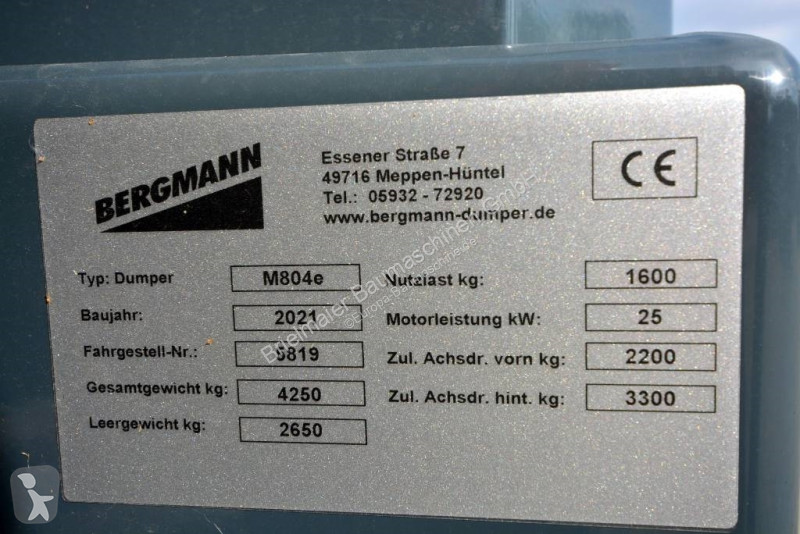 BERGMANN
Essener Straße 7
49716 Meppen-Hüntel
Tel.: 05932 - 72920
www.bergmann-dumper.de
CE
Typ: Dumper M804e
Baujahr: 2021
Fahrgestell-Nr.: 5819
Gesamtgewicht kg: 4250
Leergewicht kg: 2650
Nutzlast kg: 1600
Motorleistung kW: 25
Zul. Achsdr. vorn kg: 2200
Zul. Achsdr. hint. kg: 3300
Brielmaier Baumaschinen GmbH